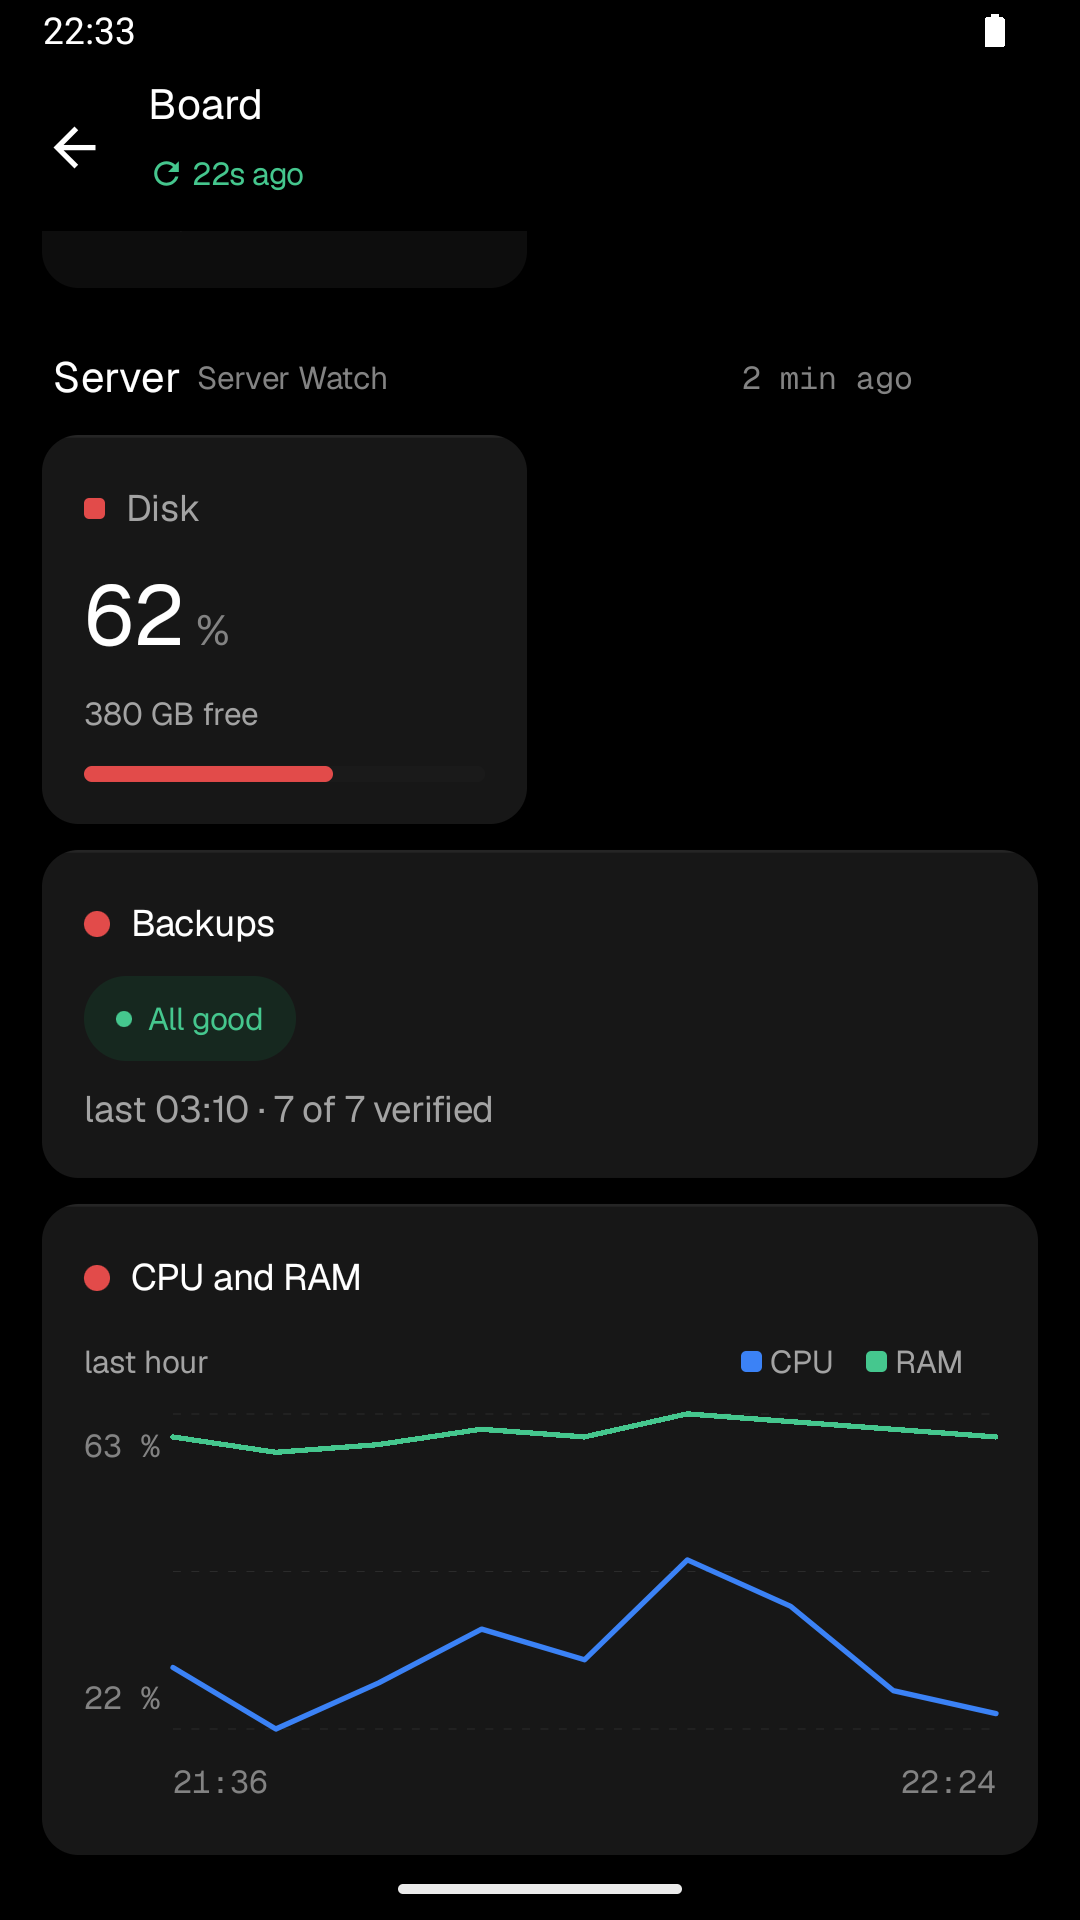 22:33
Board
22s ago
Server Server Watch 2 min ago
Disk
62 %
380 GB free
Backups
All good
last 03:10 · 7 of 7 verified
CPU and RAM
last hour CPU RAM
63 %
22 %
21:36 22:24